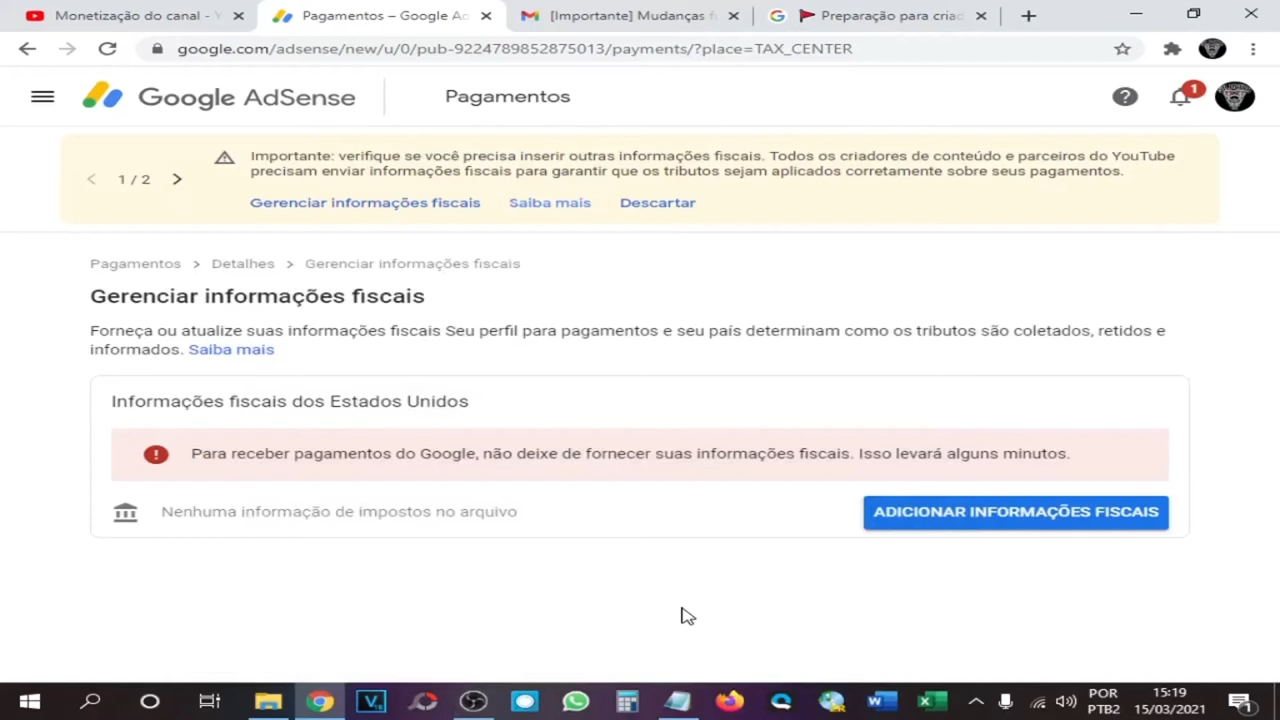 Monetização do canal - Y
Pagamentos – Google Ad
[Importante] Mudanças f
Preparação para criad
google.com/adsense/new/u/0/pub-9224789852875013/payments/?place=TAX_CENTER
Google AdSense
Pagamentos
1
Importante: verifique se você precisa inserir outras informações fiscais. Todos os criadores de conteúdo e parceiros do YouTube
1 / 2
precisam enviar informações fiscais para garantir que os tributos sejam aplicados corretamente sobre seus pagamentos.
Gerenciar informações fiscais Saiba mais Descartar
Pagamentos > Detalhes > Gerenciar informações fiscais
Gerenciar informações fiscais
Forneça ou atualize suas informações fiscais Seu perfil para pagamentos e seu país determinam como os tributos são coletados, retidos e
informados. Saiba mais
Informações fiscais dos Estados Unidos
Para receber pagamentos do Google, não deixe de fornecer suas informações fiscais. Isso levará alguns minutos.
Nenhuma informação de impostos no arquivo
ADICIONAR INFORMAÇÕES FISCAIS
POR
PTB2
15:19
15/03/2021
1